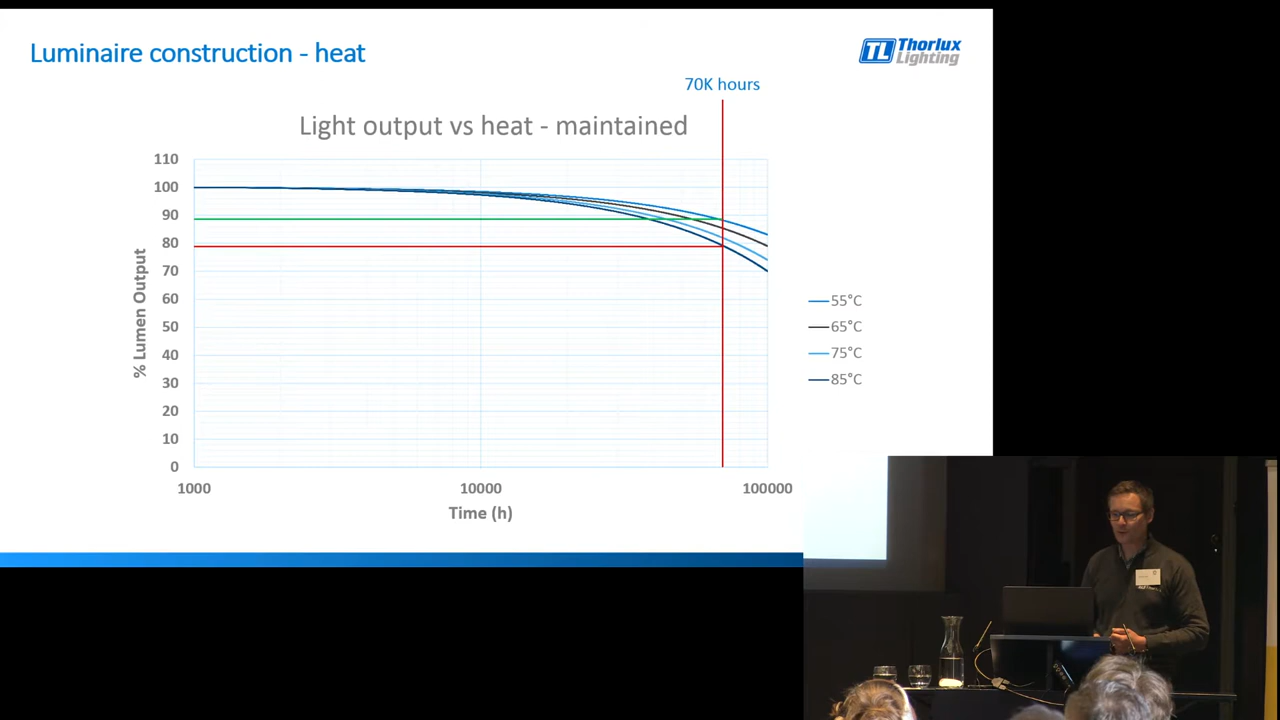 Luminaire construction - heat
TL Thorlux
Lighting
70K hours
Light output vs heat - maintained
110
100
90
80
70
60
50
40
30
20
10
0
% Lumen Output
1000
10000
100000
Time (h)
55°C
65°C
75°C
85°C